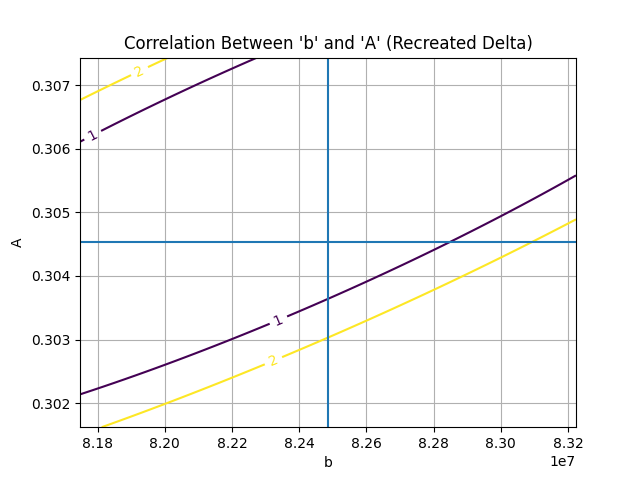 Correlation Between 'b' and 'A' (Recreated Delta)
0.307
0.306
0.305
0.304
0.303
0.302
A
2
1
1
2
8.18 8.20 8.22 8.24 8.26 8.28 8.30 8.32
b
1e7